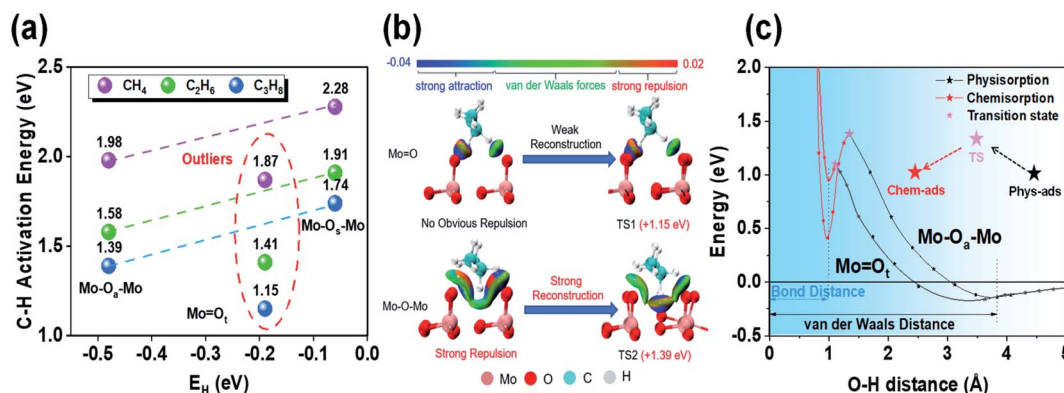 (a)
C-H Activation Energy (eV)
2.5
2.0
1.5
1.0
CH4
C2H6
C3H8
2.28
1.98
Outliers
1.87
1.91
1.74
1.58
1.41
1.39
Mo-Os-Mo
Mo-Oa-Mo
1.15
Mo=Ot
-0.5 -0.4 -0.3 -0.2 -0.1 0.0
EH (eV)
(b)
-0.04 0.02
strong attraction van der Waals forces strong repulsion
Mo=O
Weak
Reconstruction
No Obvious Repulsion
TS1 (+1.15 eV)
Mo-O-Mo
Strong
Reconstruction
Strong Repulsion
TS2 (+1.39 eV)
Mo O C H
(c)
Energy (eV)
2.0
1.5
1.0
0.5
0.0
-0.5
Physisorption
Chemisorption
Transition state
TS
Chem-ads
Phys-ads
Mo-Oa-Mo
Mo=Ot
Bond Distance
van der Waals Distance
0 1 2 3 4 5
O-H distance (Å)